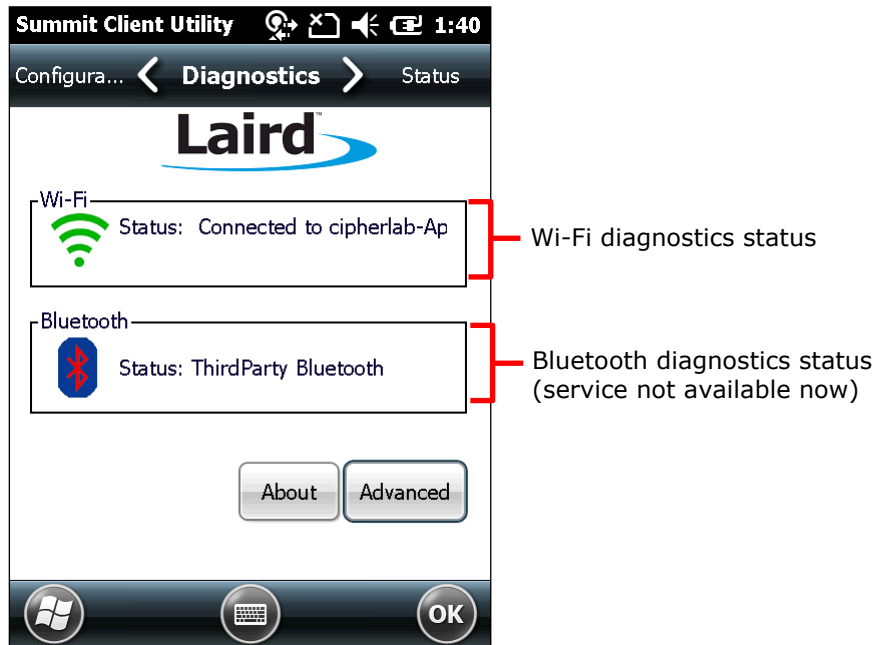 Summit Client Utility 1:40
Configura... Diagnostics Status
Laird™
Wi-Fi
Status: Connected to cipherlab-Ap
Wi-Fi diagnostics status
Bluetooth
Status: ThirdParty Bluetooth
Bluetooth diagnostics status
(service not available now)
About Advanced
OK